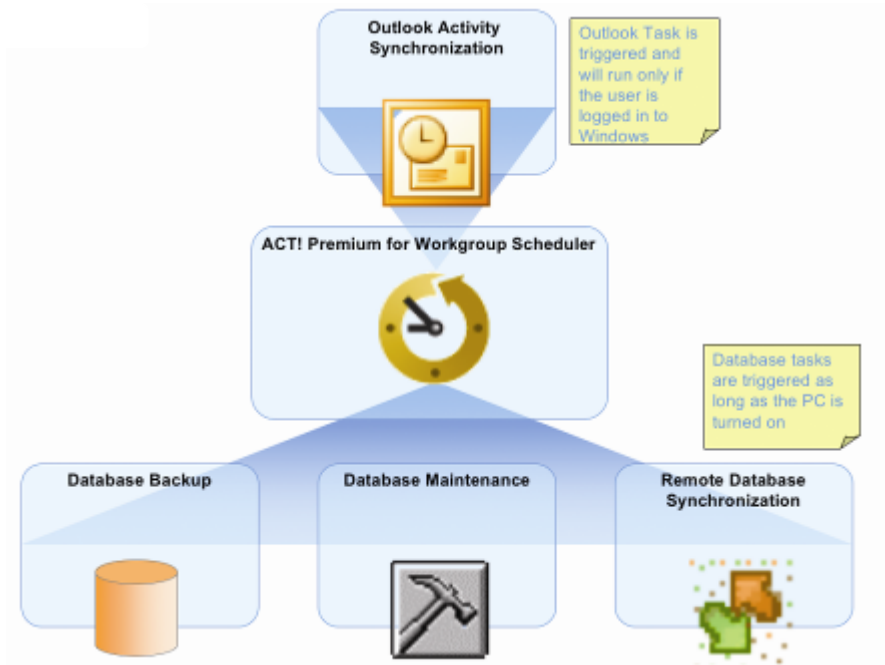 Outlook Activity
Synchronization
Outlook Task is
triggered and
will run only if
the user is
logged in to
Windows
ACT! Premium for Workgroup Scheduler
Database tasks
are triggered as
long as the PC is
turned on
Database Backup
Database Maintenance
Remote Database
Synchronization